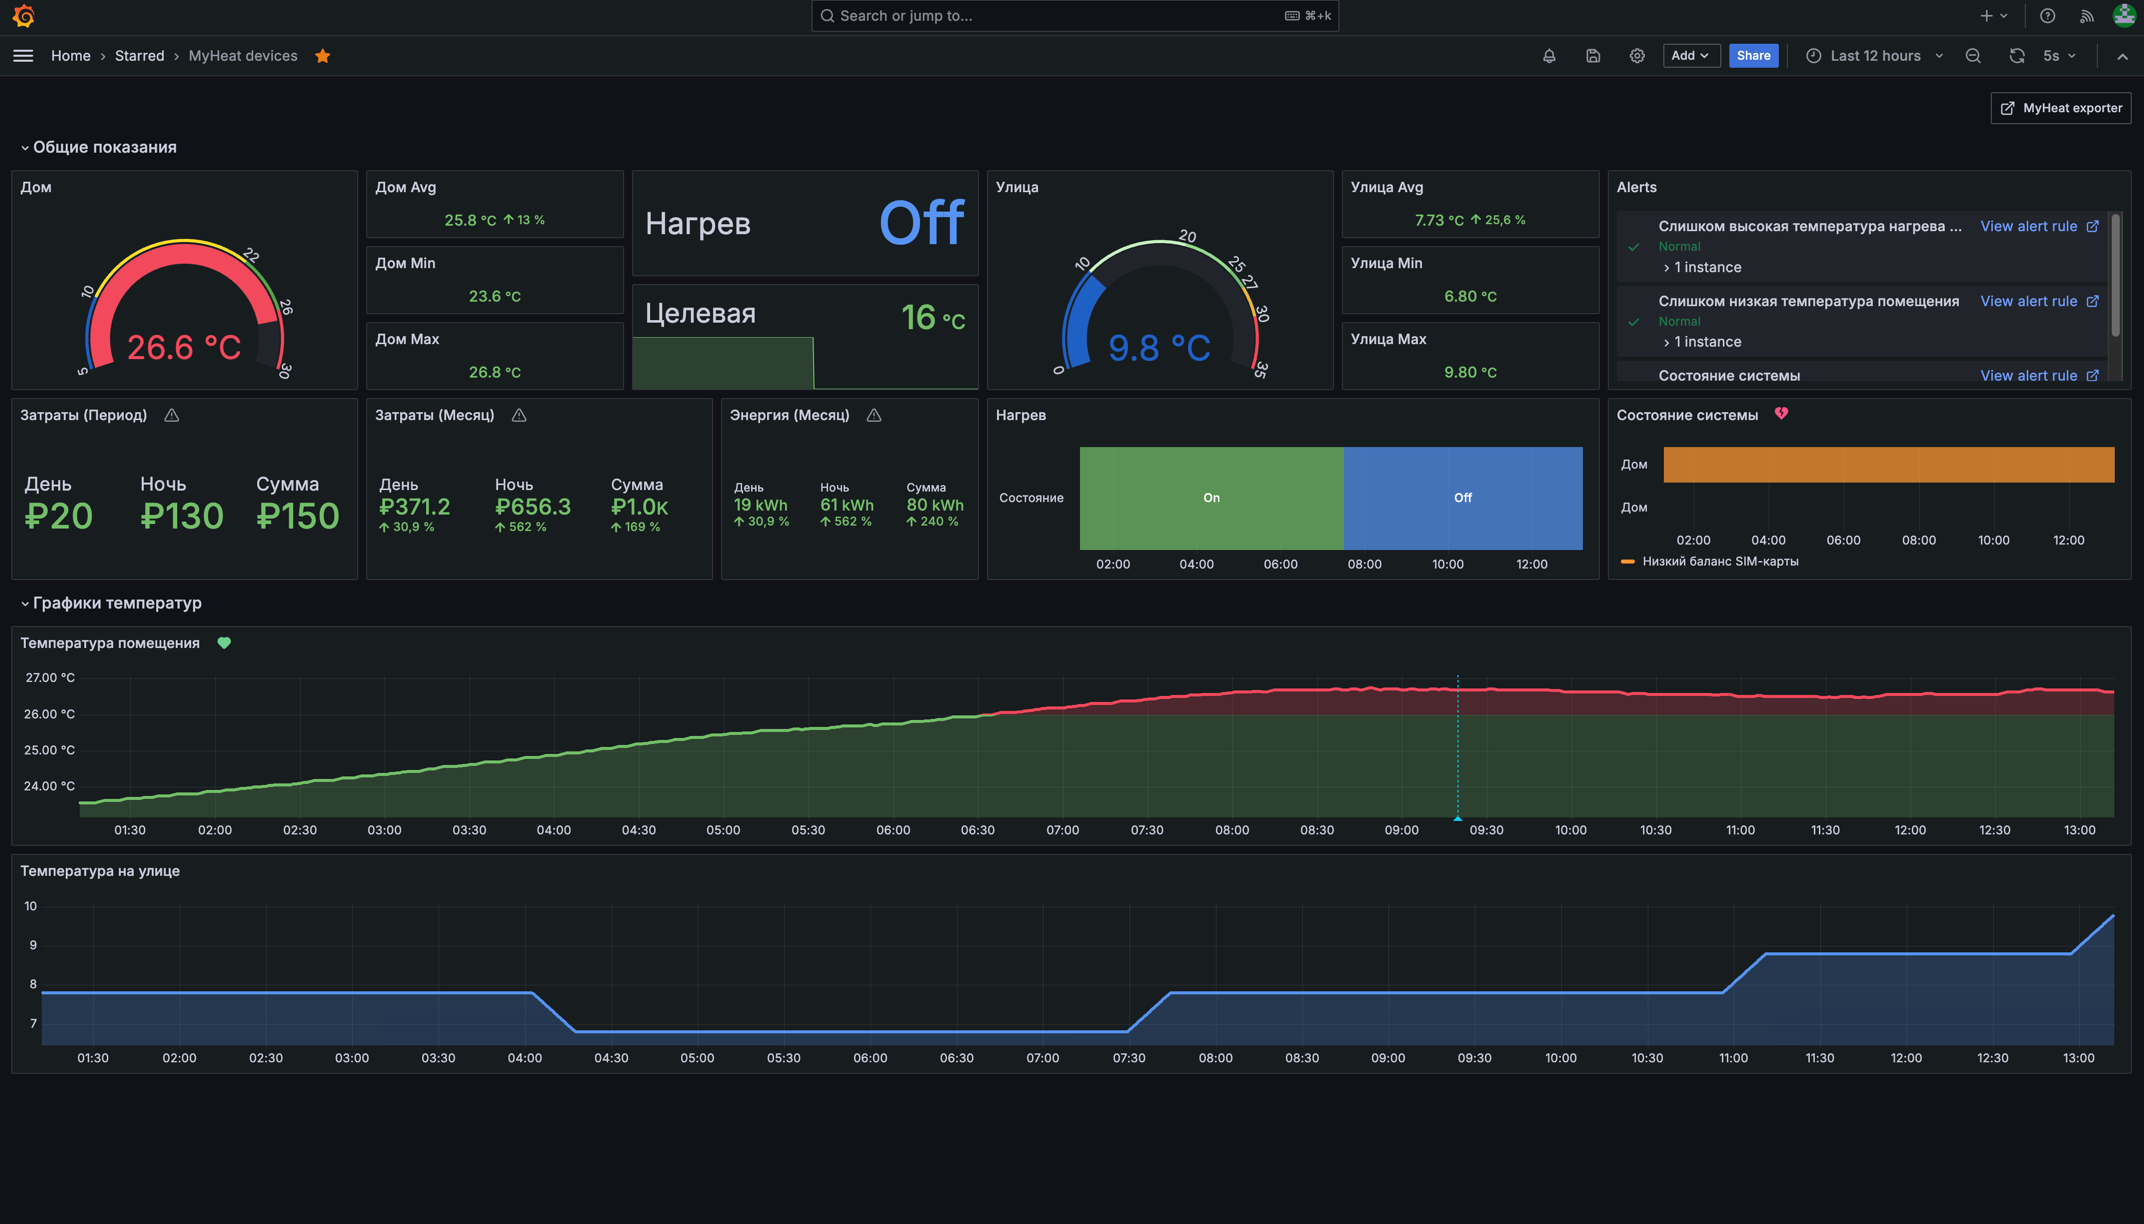 Search or jump to...
⌘+k
Home › Starred › MyHeat devices
Add
Share
Last 12 hours
5s
MyHeat exporter
Общие показания
Дом
5
10
22
26
30
26.6 °C
Дом Avg
25.8 °C ↑ 13 %
Дом Min
23.6 °C
Дом Max
26.8 °C
Нагрев
Off
Целевая
16 °C
Улица
0
10
20
25
27
30
35
9.8 °C
Улица Avg
7.73 °C ↑ 25,6 %
Улица Min
6.80 °C
Улица Max
9.80 °C
Alerts
Слишком высокая температура нагрева ... View alert rule
Normal
› 1 instance
Слишком низкая температура помещения View alert rule
Normal
› 1 instance
Состояние системы View alert rule
Затраты (Период)
День Ночь Сумма
₽20 ₽130 ₽150
Затраты (Месяц)
День Ночь Сумма
₽371.2 ₽656.3 ₽1.0K
↑ 30,9 % ↑ 562 % ↑ 169 %
Энергия (Месяц)
День Ночь Сумма
19 kWh 61 kWh 80 kWh
↑ 30,9 % ↑ 562 % ↑ 240 %
Нагрев
Состояние
On
Off
02:00 04:00 06:00 08:00 10:00 12:00
Состояние системы
Дом
Дом
02:00 04:00 06:00 08:00 10:00 12:00
Низкий баланс SIM-карты
Графики температур
Температура помещения
27.00 °C
26.00 °C
25.00 °C
24.00 °C
01:30 02:00 02:30 03:00 03:30 04:00 04:30 05:00 05:30 06:00 06:30 07:00 07:30 08:00 08:30 09:00 09:30 10:00 10:30 11:00 11:30 12:00 12:30 13:00
Температура на улице
10
9
8
7
01:30 02:00 02:30 03:00 03:30 04:00 04:30 05:00 05:30 06:00 06:30 07:00 07:30 08:00 08:30 09:00 09:30 10:00 10:30 11:00 11:30 12:00 12:30 13:00